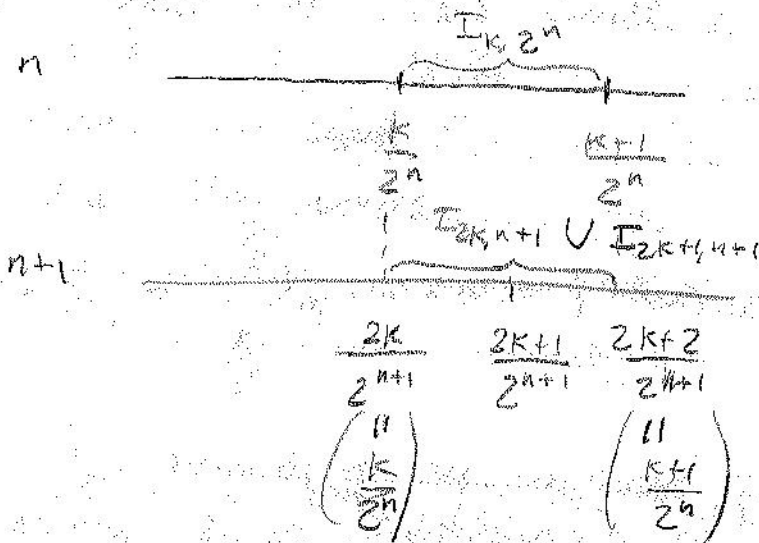 I_{k, 2^n}
n
k/2^n (k+1)/2^n
I_{2k, n+1} ∪ I_{2k+1, n+1}
n+1
2k/2^{n+1} (2k+1)/2^{n+1} (2k+2)/2^{n+1}
( = k/2^n ) ( = (k+1)/2^n )